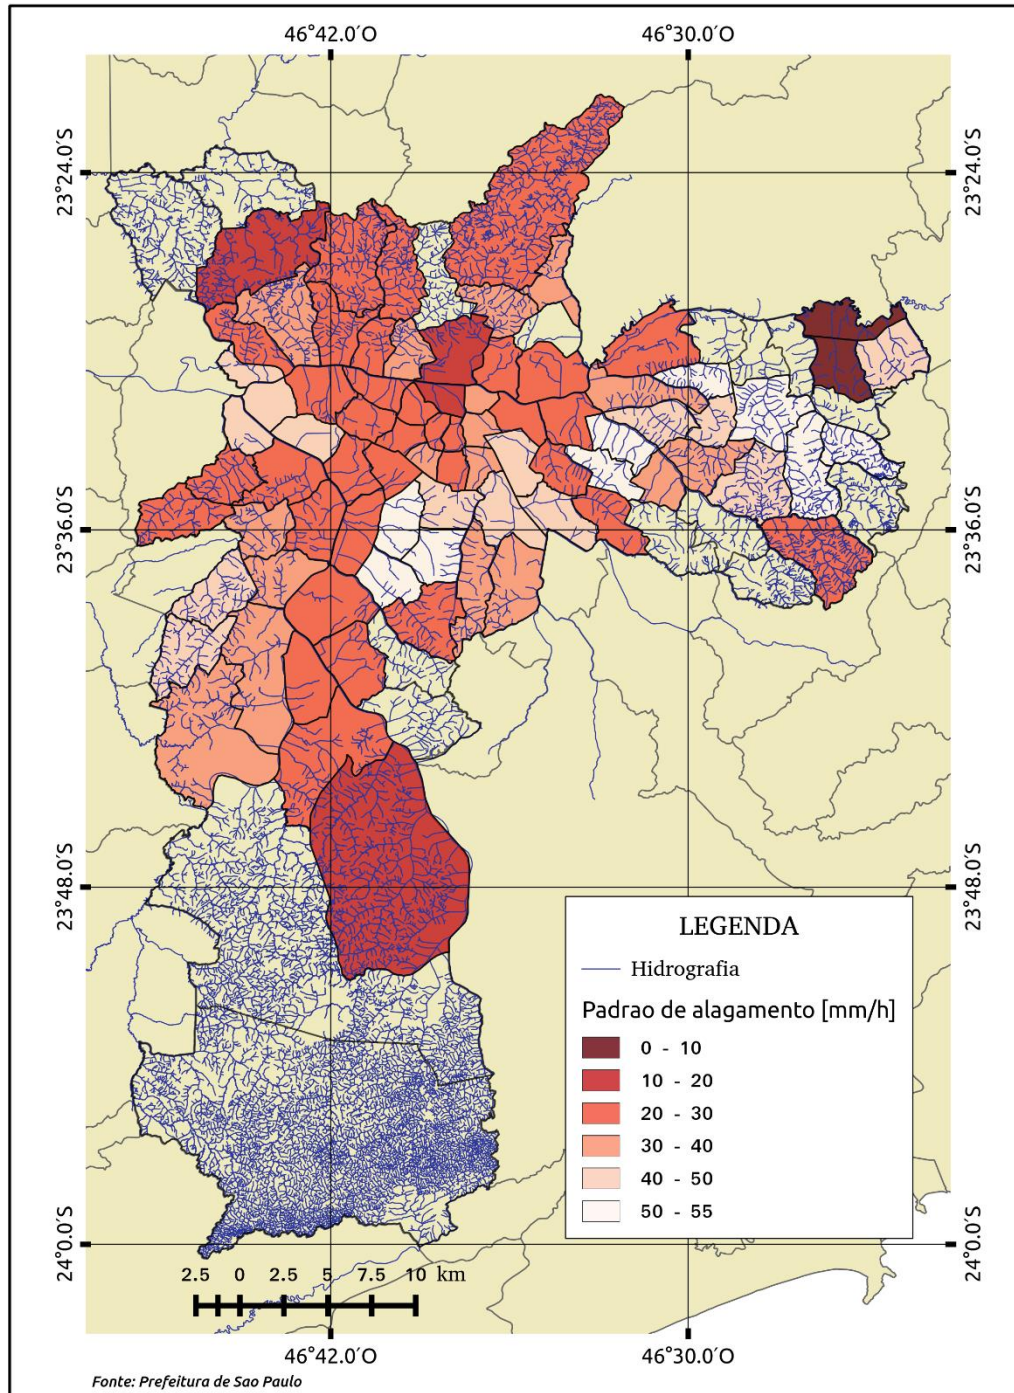 46°42.0′O 46°30.0′O
23°24.0′S 23°24.0′S
23°36.0′S 23°36.0′S
23°48.0′S 23°48.0′S
LEGENDA
Hidrografia
Padrao de alagamento [mm/h]
0 - 10
10 - 20
20 - 30
30 - 40
40 - 50
50 - 55
24°0.0′S 24°0.0′S
2.5 0 2.5 5 7.5 10 km
46°42.0′O 46°30.0′O
Fonte: Prefeitura de Sao Paulo